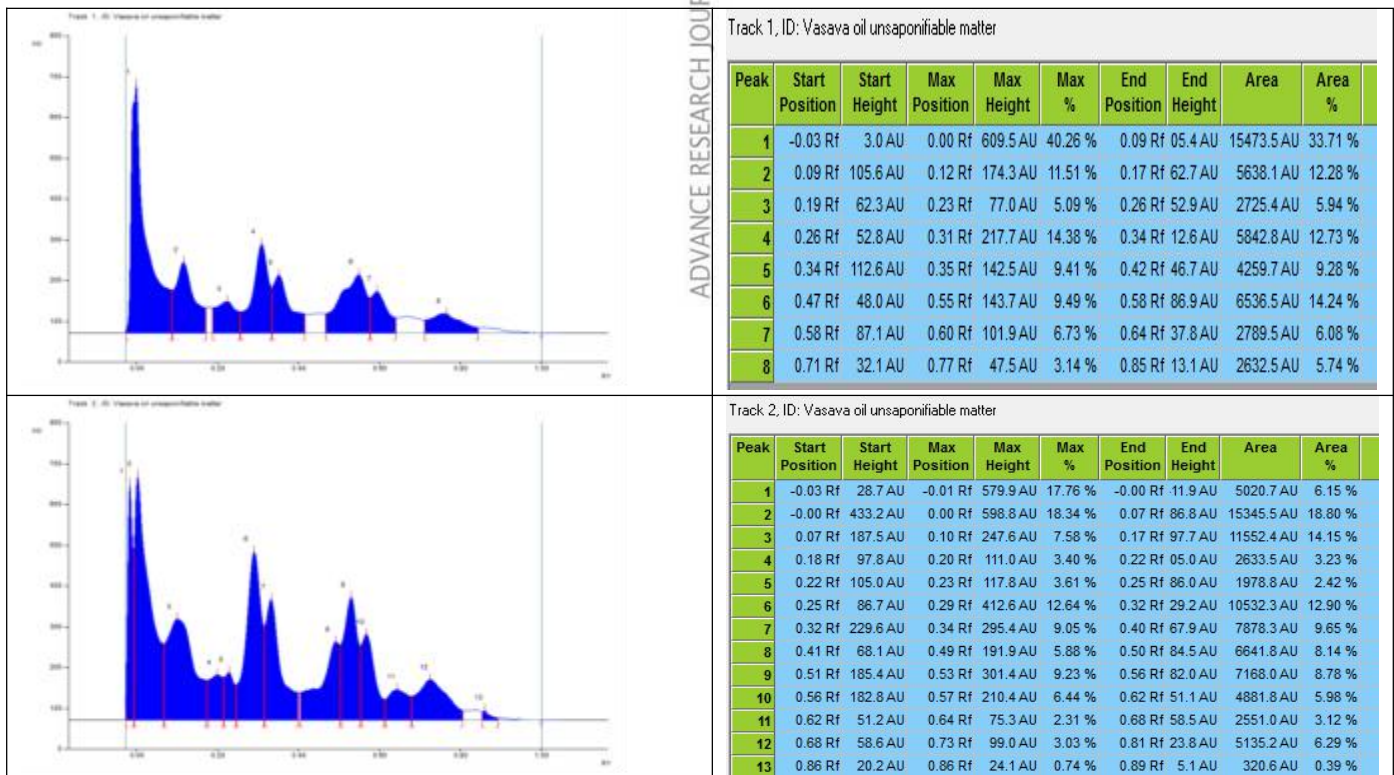 ADVANCE RESEARCH JOU
Track 1, ID: Vasava oil unsaponifiable matter
Track 1, ID: Vasava oil unsaponifiable matter
Peak Start Position Start Height Max Position Max Height Max % End Position End Height Area Area %
1 -0.03 Rf 3.0 AU 0.00 Rf 609.5 AU 40.26 % 0.09 Rf 05.4 AU 15473.5 AU 33.71 %
2 0.09 Rf 105.6 AU 0.12 Rf 174.3 AU 11.51 % 0.17 Rf 62.7 AU 5638.1 AU 12.28 %
3 0.19 Rf 62.3 AU 0.23 Rf 77.0 AU 5.09 % 0.26 Rf 52.9 AU 2725.4 AU 5.94 %
4 0.26 Rf 52.8 AU 0.31 Rf 217.7 AU 14.38 % 0.34 Rf 12.6 AU 5842.8 AU 12.73 %
5 0.34 Rf 112.6 AU 0.35 Rf 142.5 AU 9.41 % 0.42 Rf 46.7 AU 4259.7 AU 9.28 %
6 0.47 Rf 48.0 AU 0.55 Rf 143.7 AU 9.49 % 0.58 Rf 86.9 AU 6536.5 AU 14.24 %
7 0.58 Rf 87.1 AU 0.60 Rf 101.9 AU 6.73 % 0.64 Rf 37.8 AU 2789.5 AU 6.08 %
8 0.71 Rf 32.1 AU 0.77 Rf 47.5 AU 3.14 % 0.85 Rf 13.1 AU 2632.5 AU 5.74 %
Track 2, ID: Vasava oil unsaponifiable matter
Track 2, ID: Vasava oil unsaponifiable matter
Peak Start Position Start Height Max Position Max Height Max % End Position End Height Area Area %
1 -0.03 Rf 28.7 AU -0.01 Rf 579.9 AU 17.76 % -0.00 Rf 11.9 AU 5020.7 AU 6.15 %
2 -0.00 Rf 433.2 AU 0.00 Rf 598.8 AU 18.34 % 0.07 Rf 86.8 AU 15345.5 AU 18.80 %
3 0.07 Rf 187.5 AU 0.10 Rf 247.6 AU 7.58 % 0.17 Rf 97.7 AU 11552.4 AU 14.15 %
4 0.18 Rf 97.8 AU 0.20 Rf 111.0 AU 3.40 % 0.22 Rf 05.0 AU 2633.5 AU 3.23 %
5 0.22 Rf 105.0 AU 0.23 Rf 117.8 AU 3.61 % 0.25 Rf 86.0 AU 1978.8 AU 2.42 %
6 0.25 Rf 86.7 AU 0.29 Rf 412.6 AU 12.64 % 0.32 Rf 29.2 AU 10532.3 AU 12.90 %
7 0.32 Rf 229.6 AU 0.34 Rf 295.4 AU 9.05 % 0.40 Rf 67.9 AU 7878.3 AU 9.65 %
8 0.41 Rf 68.1 AU 0.49 Rf 191.9 AU 5.88 % 0.50 Rf 84.5 AU 6641.8 AU 8.14 %
9 0.51 Rf 185.4 AU 0.53 Rf 301.4 AU 9.23 % 0.56 Rf 82.0 AU 7168.0 AU 8.78 %
10 0.56 Rf 182.8 AU 0.57 Rf 210.4 AU 6.44 % 0.62 Rf 51.1 AU 4881.8 AU 5.98 %
11 0.62 Rf 51.2 AU 0.64 Rf 75.3 AU 2.31 % 0.68 Rf 58.5 AU 2551.0 AU 3.12 %
12 0.68 Rf 58.6 AU 0.73 Rf 99.0 AU 3.03 % 0.81 Rf 23.8 AU 5135.2 AU 6.29 %
13 0.86 Rf 20.2 AU 0.86 Rf 24.1 AU 0.74 % 0.89 Rf 5.1 AU 320.6 AU 0.39 %